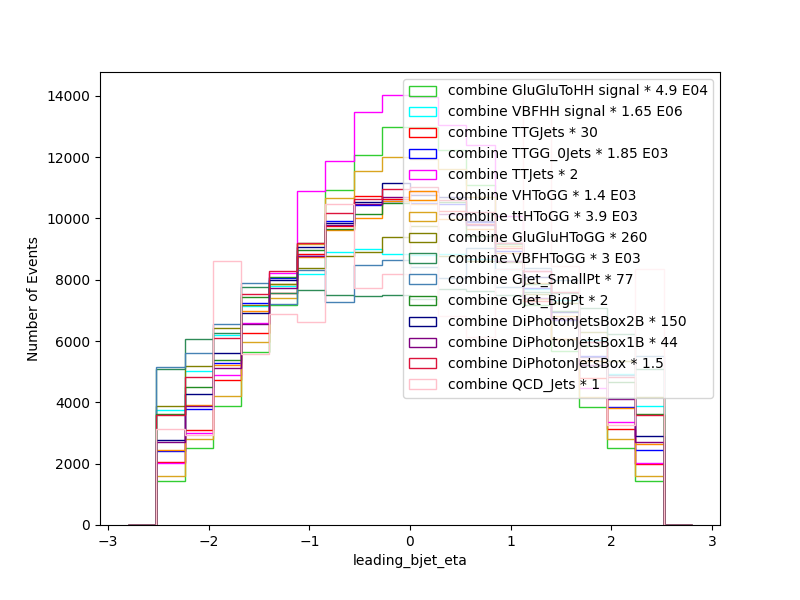 14000
12000
10000
8000
6000
4000
2000
0
Number of Events
combine GluGluToHH signal * 4.9 E04
combine VBFHH signal * 1.65 E06
combine TTGJets * 30
combine TTGG_0Jets * 1.85 E03
combine TTJets * 2
combine VHToGG * 1.4 E03
combine ttHToGG * 3.9 E03
combine GluGluHToGG * 260
combine VBFHToGG * 3 E03
combine GJet_SmallPt * 77
combine GJet_BigPt * 2
combine DiPhotonJetsBox2B * 150
combine DiPhotonJetsBox1B * 44
combine DiPhotonJetsBox * 1.5
combine QCD_Jets * 1
−3 −2 −1 0 1 2 3
leading_bjet_eta